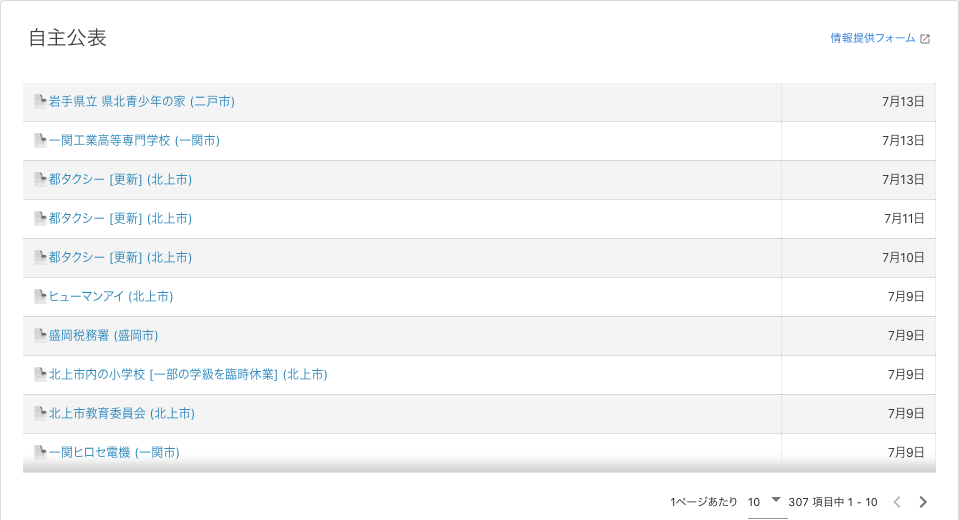 自主公表
情報提供フォーム
岩手県立 県北青少年の家 (二戸市) 7月13日
一関工業高等専門学校 (一関市) 7月13日
都タクシー [更新] (北上市) 7月13日
都タクシー [更新] (北上市) 7月11日
都タクシー [更新] (北上市) 7月10日
ヒューマンアイ (北上市) 7月9日
盛岡税務署 (盛岡市) 7月9日
北上市内の小学校 [一部の学級を臨時休業] (北上市) 7月9日
北上市教育委員会 (北上市) 7月9日
一関ヒロセ電機 (一関市) 7月9日
1ページあたり 10 307 項目中 1 - 10